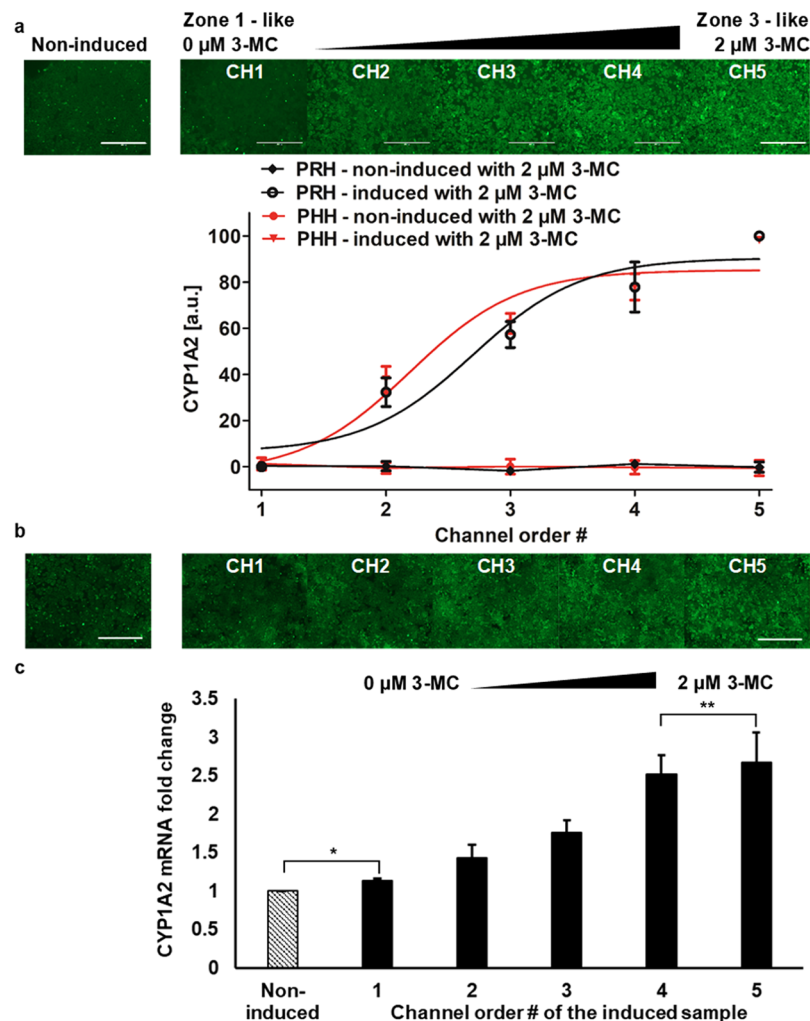 a
Zone 1 - like
Zone 3 - like
Non-induced
0 µM 3-MC
2 µM 3-MC
CH1
CH2
CH3
CH4
CH5
PRH - non-induced with 2 µM 3-MC
PRH - induced with 2 µM 3-MC
PHH - non-induced with 2 µM 3-MC
PHH - induced with 2 µM 3-MC
CYP1A2 [a.u.]
100
80
60
40
20
0
1
2
3
4
5
Channel order #
b
CH1
CH2
CH3
CH4
CH5
c
0 µM 3-MC
2 µM 3-MC
CYP1A2 mRNA fold change
3.5
3
2.5
2
1.5
1
0.5
0
*
**
Non-induced
1
2
3
4
5
Channel order # of the induced sample